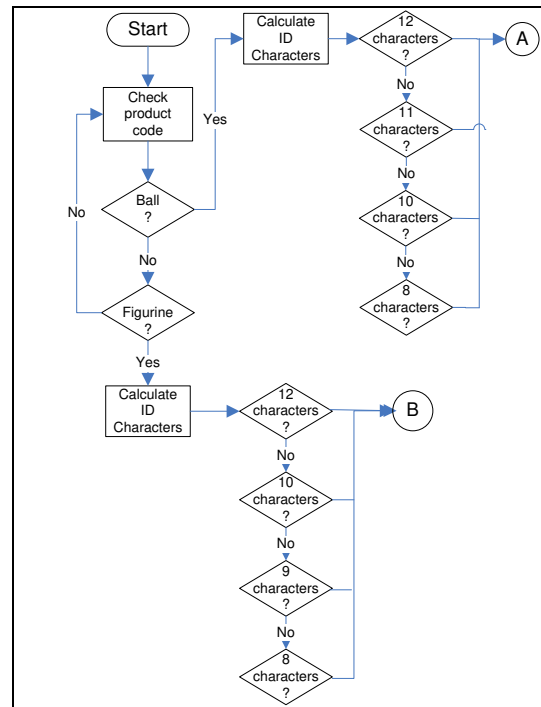 Start
Check
product
code
Ball
?
Yes
No
No
Figurine
?
Yes
Calculate
ID
Characters
12
characters
?
A
No
11
characters
?
No
10
characters
?
No
8
characters
?
Calculate
ID
Characters
12
characters
?
B
No
10
characters
?
No
9
characters
?
No
8
characters
?